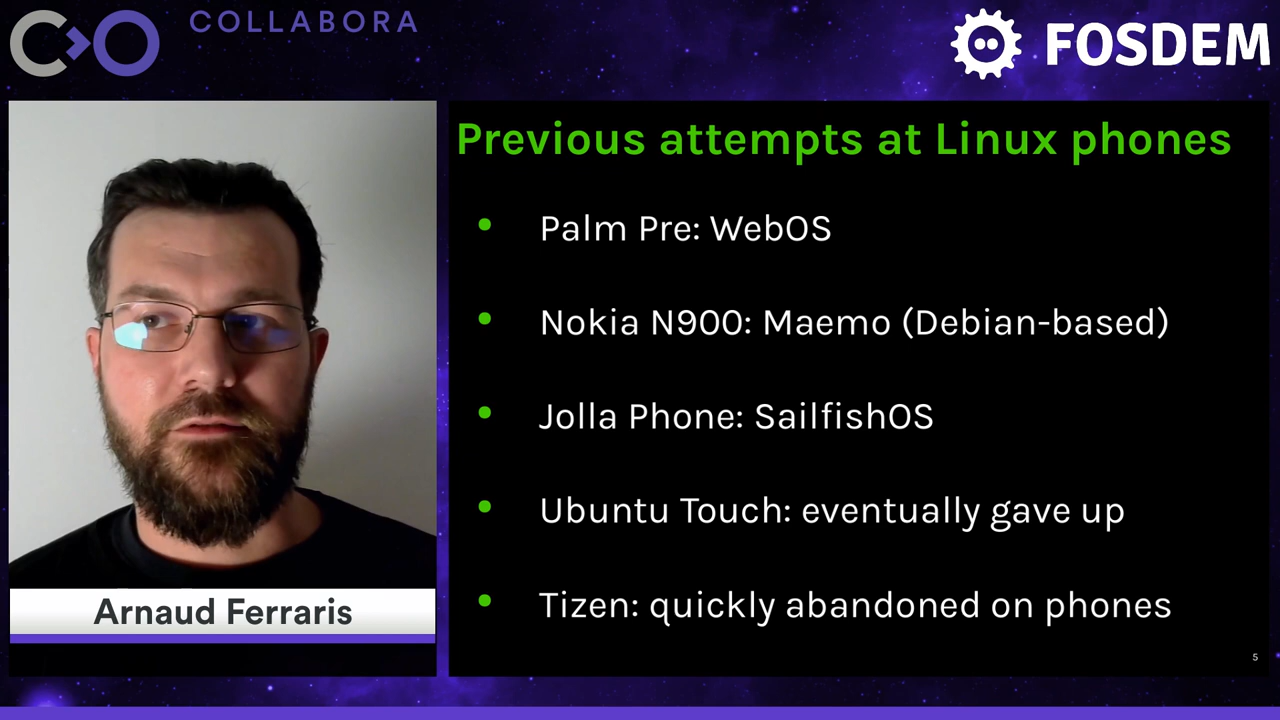 COLLABORA
FOSDEM
Previous attempts at Linux phones
• Palm Pre: WebOS
• Nokia N900: Maemo (Debian-based)
• Jolla Phone: SailfishOS
• Ubuntu Touch: eventually gave up
• Tizen: quickly abandoned on phones
Arnaud Ferraris
5